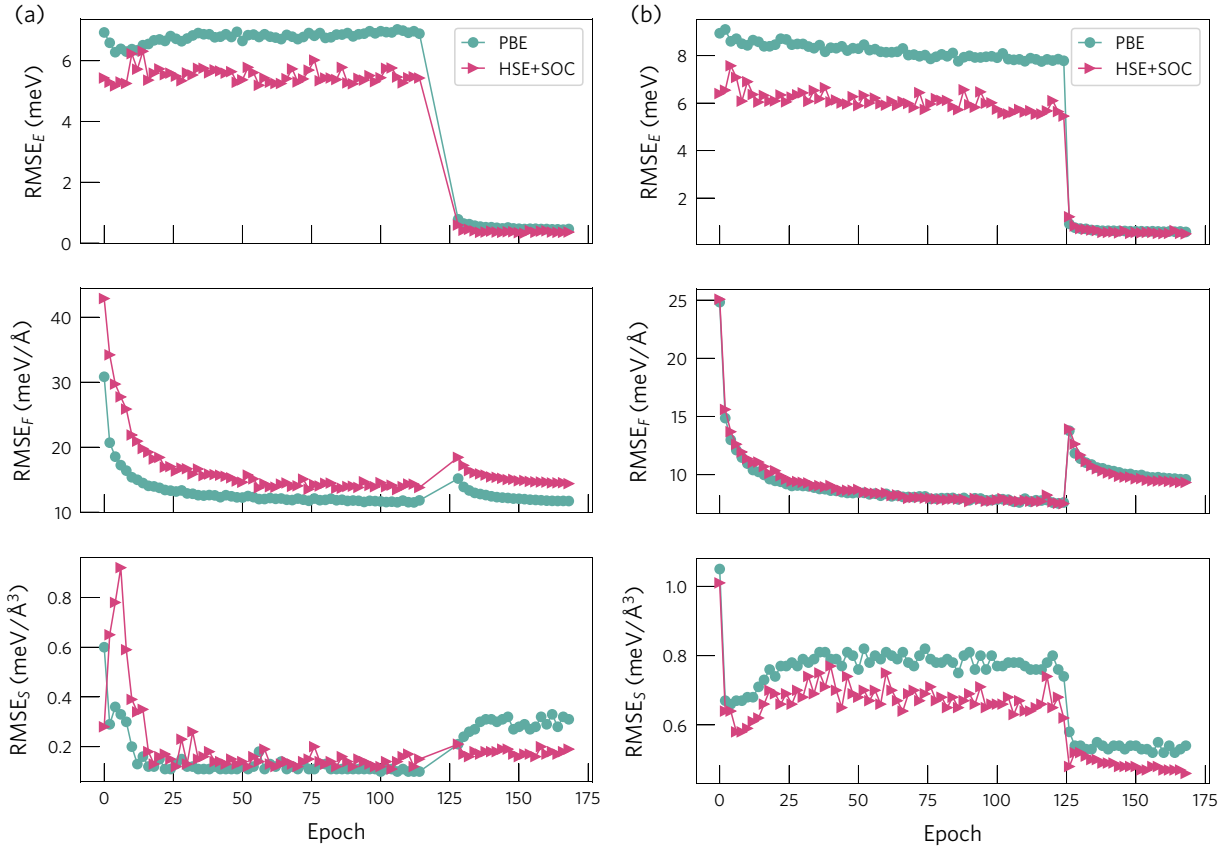 (a)
RMSE_E (meV)
6
4
2
0
PBE
HSE+SOC
RMSE_F (meV/Å)
40
30
20
10
RMSE_S (meV/Å³)
0.8
0.6
0.4
0.2
0 25 50 75 100 125 150 175
Epoch
(b)
RMSE_E (meV)
8
6
4
2
PBE
HSE+SOC
RMSE_F (meV/Å)
25
20
15
10
RMSE_S (meV/Å³)
1.0
0.8
0.6
0 25 50 75 100 125 150 175
Epoch